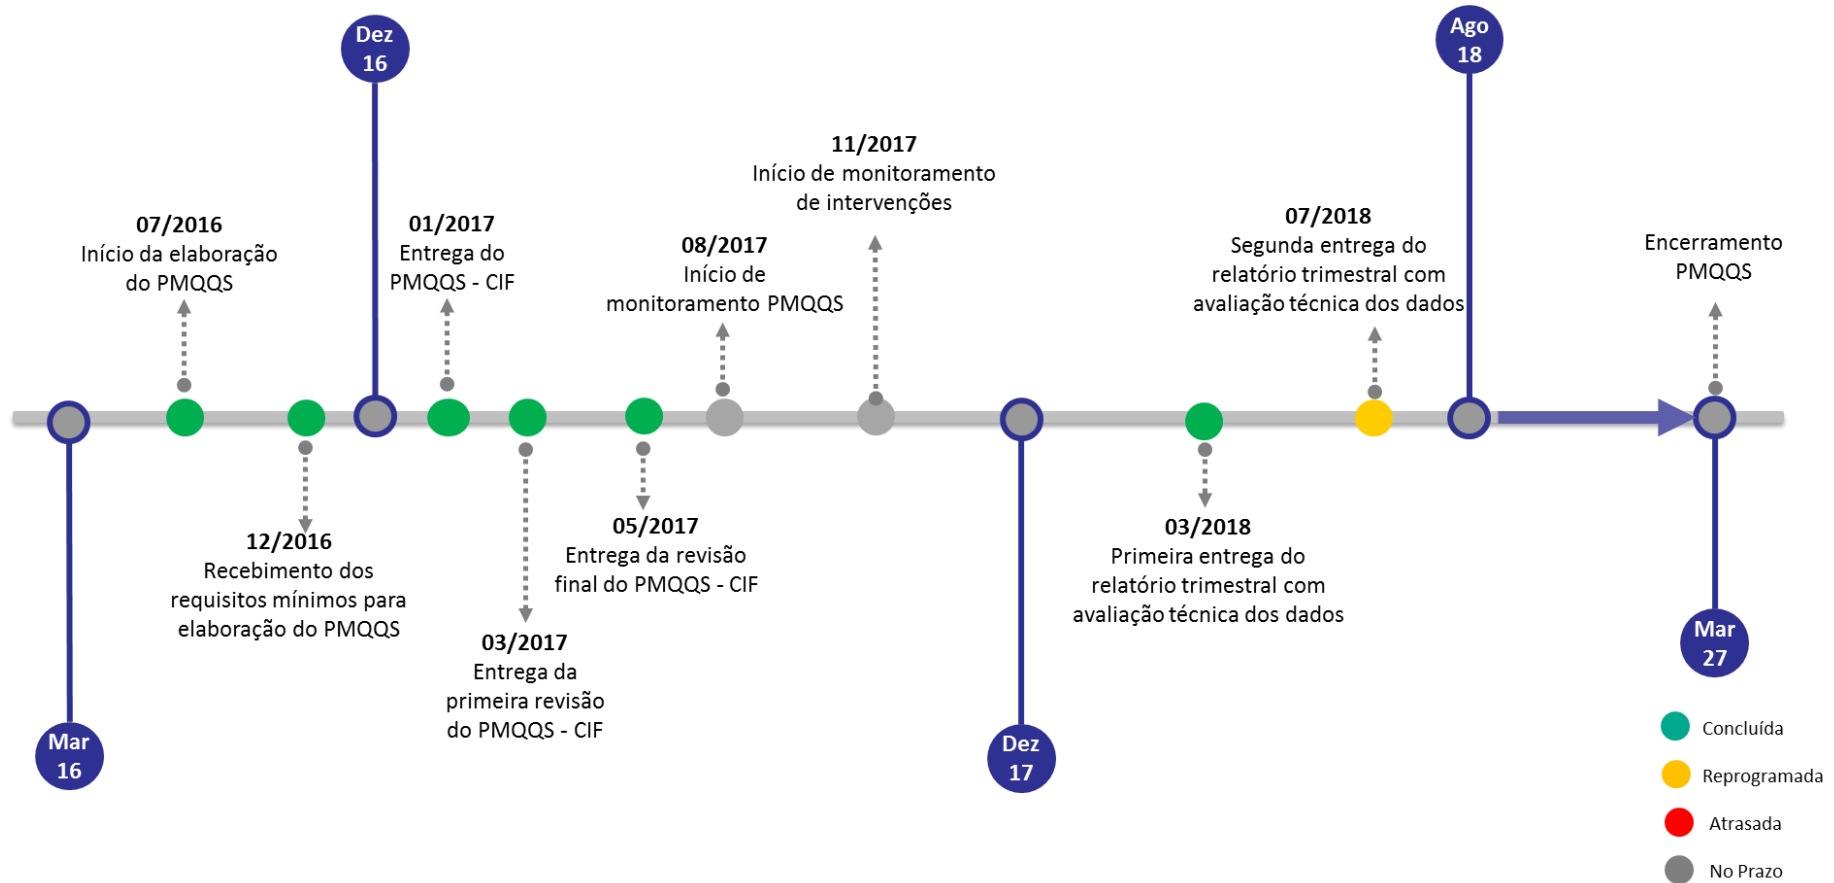 Dez
16
Ago
18
11/2017
Início de monitoramento
de intervenções
07/2016
Início da elaboração
do PMQQS
01/2017
Entrega do
PMQQS - CIF
08/2017
Início de
monitoramento PMQQS
07/2018
Segunda entrega do
relatório trimestral com
avaliação técnica dos dados
Encerramento
PMQQS
12/2016
Recebimento dos
requisitos mínimos para
elaboração do PMQQS
03/2017
Entrega da
primeira revisão
do PMQQS - CIF
05/2017
Entrega da revisão
final do PMQQS - CIF
03/2018
Primeira entrega do
relatório trimestral com
avaliação técnica dos dados
Mar
16
Dez
17
Mar
27
Concluída
Reprogramada
Atrasada
No Prazo